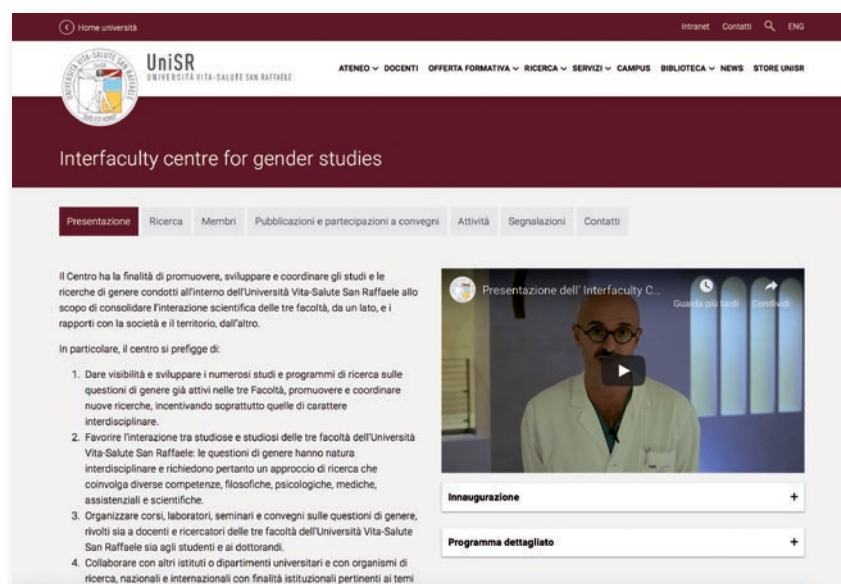 Home università
Intranet Contatti ENG
UniSR
UNIVERSITÀ VITA-SALUTE SAN RAFFAELE
ATENEO DOCENTI OFFERTA FORMATIVA RICERCA SERVIZI CAMPUS BIBLIOTECA NEWS STORE UNISR
Interfaculty centre for gender studies
Presentazione Ricerca Membri Pubblicazioni e partecipazioni a convegni Attività Segnalazioni Contatti
Il Centro ha la finalità di promuovere, sviluppare e coordinare gli studi e le
ricerche di genere condotti all'interno dell'Università Vita-Salute San Raffaele allo
scopo di consolidare l'interazione scientifica delle tre facoltà, da un lato, e i
rapporti con la società e il territorio, dall'altro.
In particolare, il centro si prefigge di:
1. Dare visibilità e sviluppare i numerosi studi e programmi di ricerca sulle
questioni di genere già attivi nelle tre Facoltà, promuovere e coordinare
nuove ricerche, incentivando soprattutto quelle di carattere
interdisciplinare.
2. Favorire l'interazione tra studiose e studiosi delle tre facoltà dell'Università
Vita-Salute San Raffaele: le questioni di genere hanno natura
interdisciplinare e richiedono pertanto un approccio di ricerca che
coinvolga diverse competenze, filosofiche, psicologiche, mediche,
assistenziali e scientifiche.
3. Organizzare corsi, laboratori, seminari e convegni sulle questioni di genere,
rivolti sia a docenti e ricercatori delle tre facoltà dell'Università Vita-Salute
San Raffaele sia agli studenti e ai dottorandi.
4. Collaborare con altri istituti o dipartimenti universitari e con organismi di
ricerca, nazionali e internazionali con finalità istituzionali pertinenti ai temi
Presentazione dell' Interfaculty C...
Guarda più tardi Condividi
Innaugurazione +
Programma dettagliato +